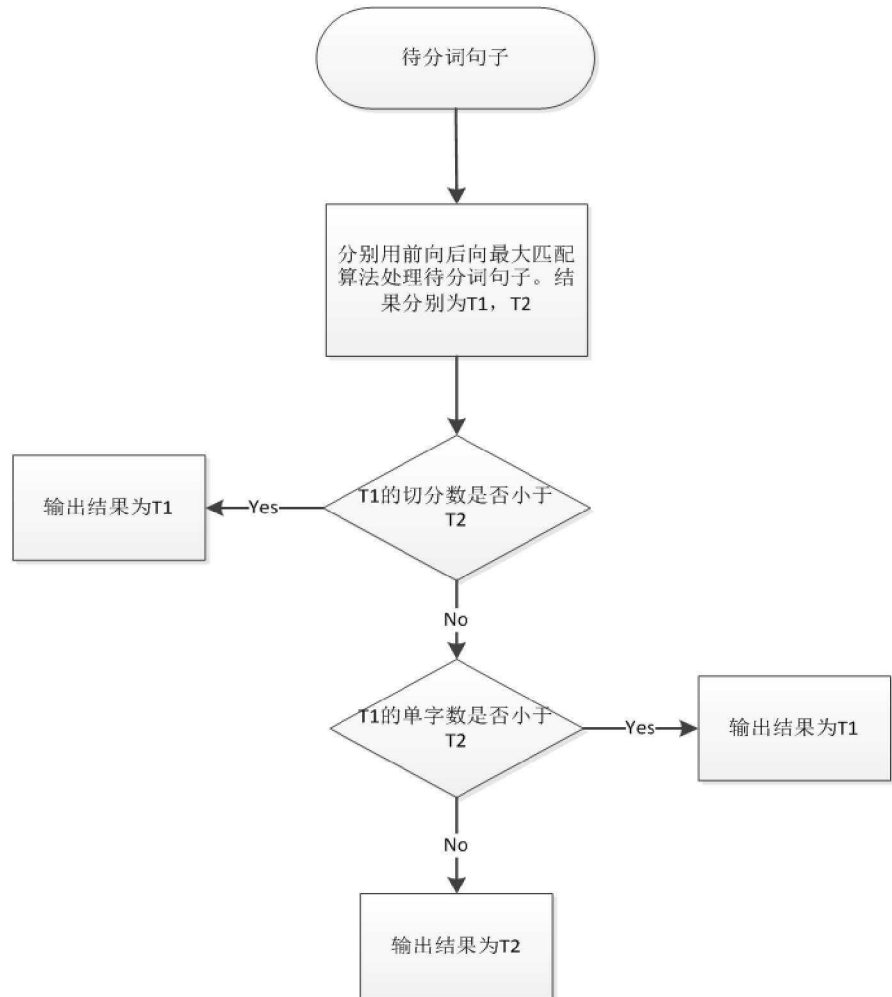 待分词句子
分别用前向后向最大匹配
算法处理待分词句子。结
果分别为T1，T2
T1的切分数是否小于
T2
Yes
输出结果为T1
No
T1的单字数是否小于
T2
Yes
输出结果为T1
No
输出结果为T2